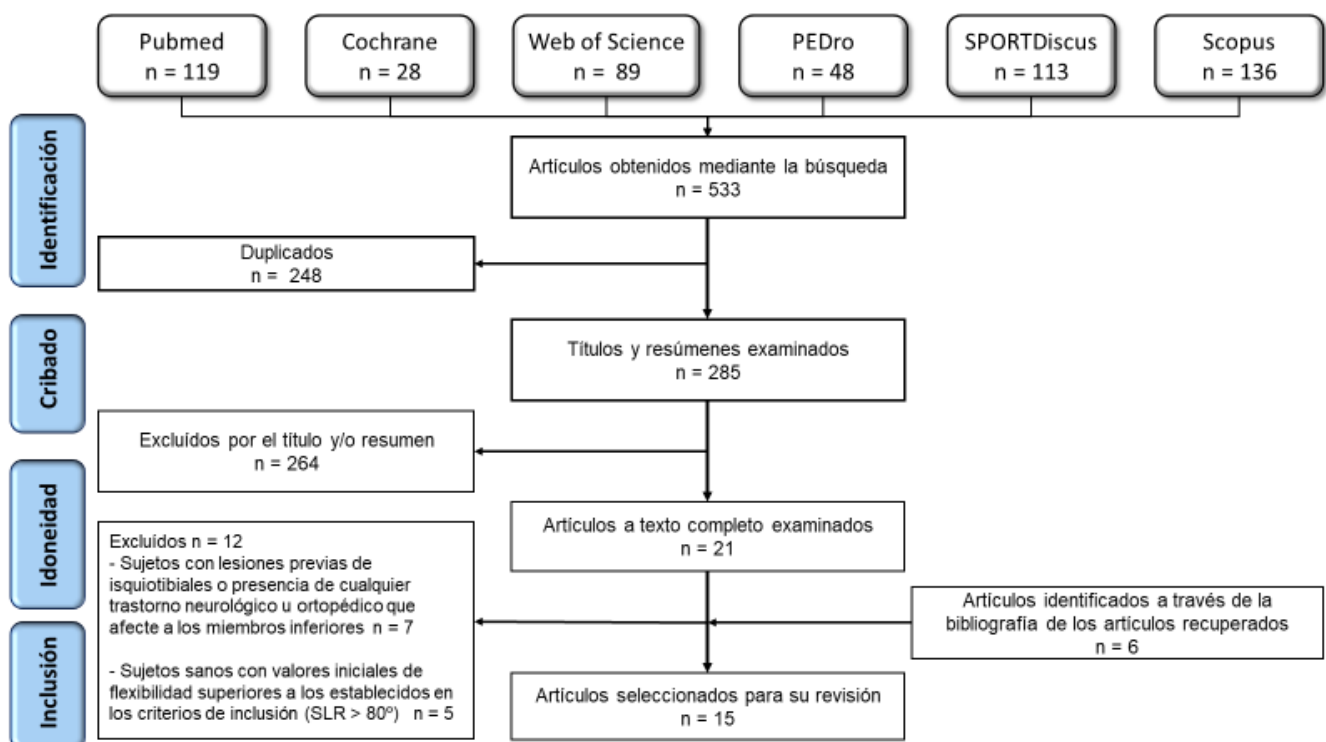 Pubmed
n = 119
Cochrane
n = 28
Web of Science
n = 89
PEDro
n = 48
SPORTDiscus
n = 113
Scopus
n = 136
Identificación
Artículos obtenidos mediante la búsqueda
n = 533
Duplicados
n = 248
Cribado
Títulos y resúmenes examinados
n = 285
Excluídos por el título y/o resumen
n = 264
Idoneidad
Artículos a texto completo examinados
n = 21
Excluídos n = 12
- Sujetos con lesiones previas de
isquiotibiales o presencia de cualquier
trastorno neurológico u ortopédico que
afecte a los miembros inferiores n = 7
- Sujetos sanos con valores iniciales de
flexibilidad superiores a los establecidos en
los criterios de inclusión (SLR > 80º) n = 5
Artículos identificados a través de la
bibliografía de los artículos recuperados
n = 6
Inclusión
Artículos seleccionados para su revisión
n = 15